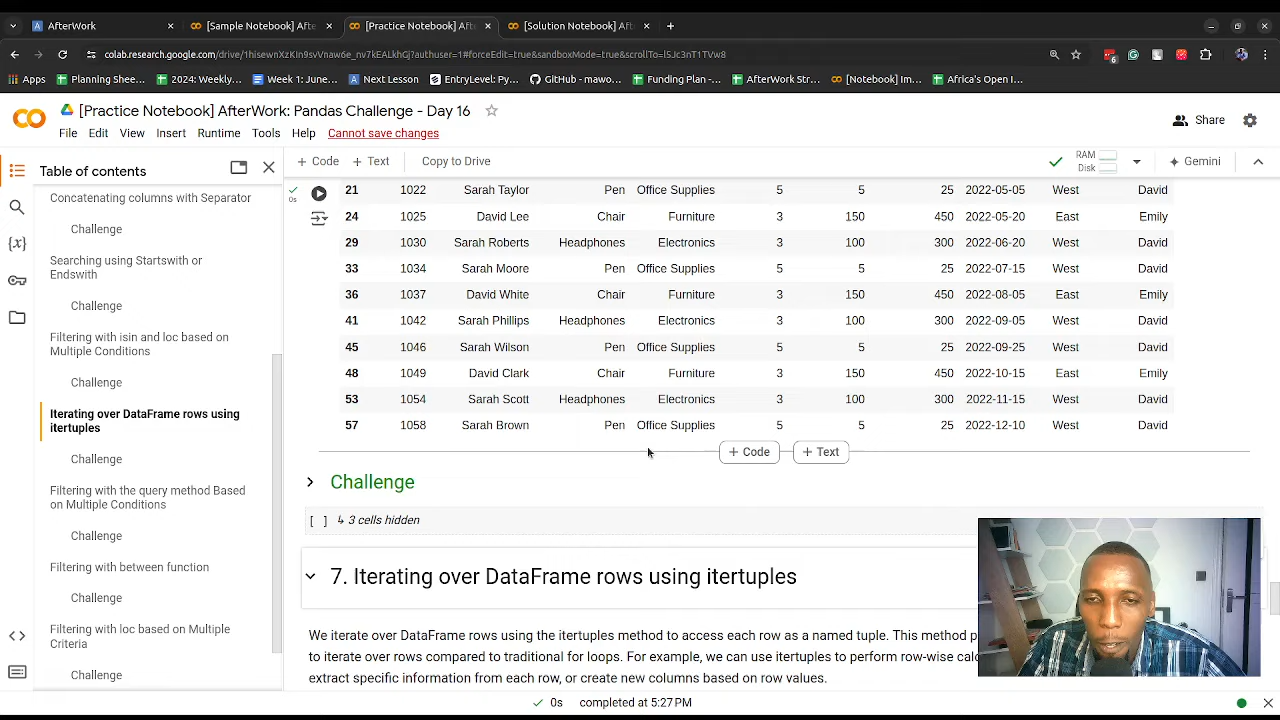 AfterWork
[Sample Notebook] Afte
[Practice Notebook] Aft
[Solution Notebook] Aft
colab.research.google.com/drive/1hisewnXzKIn9svVnaw6e_nv7kEALkhGj?authuser=1#forceEdit=true&sandboxMode=true&scrollTo=lSJc3nT1TVw8
Apps
Planning Shee...
2024: Weekly...
Week 1: June...
Next Lesson
EntryLevel: Py...
GitHub - mawo...
Funding Plan -...
AfterWork Str...
[Notebook] Im...
Africa's Open I...
[Practice Notebook] AfterWork: Pandas Challenge - Day 16
Share
File Edit View Insert Runtime Tools Help Cannot save changes
Table of contents
+ Code + Text Copy to Drive
RAM
Disk
Gemini
Concatenating columns with Separator
Challenge
Searching using Startswith or
Endswith
Challenge
Filtering with isin and loc based on
Multiple Conditions
Challenge
Iterating over DataFrame rows using
itertuples
Challenge
Filtering with the query method Based
on Multiple Conditions
Challenge
Filtering with between function
Challenge
Filtering with loc based on Multiple
Criteria
Challenge
0s
21 1022 Sarah Taylor Pen Office Supplies 5 5 25 2022-05-05 West David
24 1025 David Lee Chair Furniture 3 150 450 2022-05-20 East Emily
29 1030 Sarah Roberts Headphones Electronics 3 100 300 2022-06-20 West David
33 1034 Sarah Moore Pen Office Supplies 5 5 25 2022-07-15 West David
36 1037 David White Chair Furniture 3 150 450 2022-08-05 East Emily
41 1042 Sarah Phillips Headphones Electronics 3 100 300 2022-09-05 West David
45 1046 Sarah Wilson Pen Office Supplies 5 5 25 2022-09-25 West David
48 1049 David Clark Chair Furniture 3 150 450 2022-10-15 East Emily
53 1054 Sarah Scott Headphones Electronics 3 100 300 2022-11-15 West David
57 1058 Sarah Brown Pen Office Supplies 5 5 25 2022-12-10 West David
+ Code + Text
Challenge
[ ] ↳ 3 cells hidden
7. Iterating over DataFrame rows using itertuples
We iterate over DataFrame rows using the itertuples method to access each row as a named tuple. This method p
to iterate over rows compared to traditional for loops. For example, we can use itertuples to perform row-wise calc
extract specific information from each row, or create new columns based on row values.
0s completed at 5:27PM